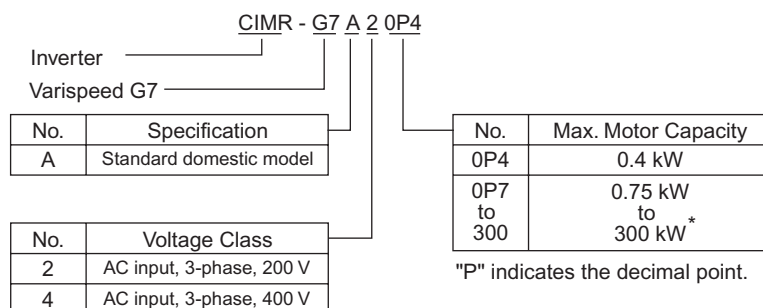 CIMR - G7 A 2 0P4
Inverter
Varispeed G7
No. Specification
A Standard domestic model
No. Voltage Class
2 AC input, 3-phase, 200 V
4 AC input, 3-phase, 400 V
No. Max. Motor Capacity
0P4 0.4 kW
0P7 0.75 kW
to to
300 300 kW*
"P" indicates the decimal point.